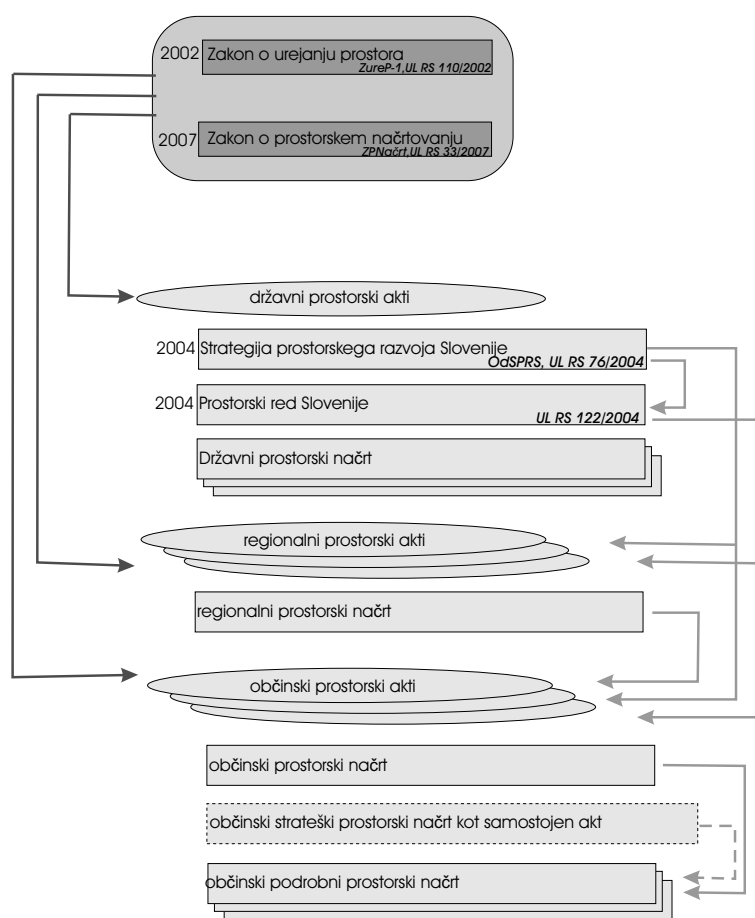 2002 Zakon o urejanju prostora
ZureP-1,UL RS 110/2002
2007 Zakon o prostorskem načrtovanju
ZPNačrt,UL RS 33/2007
državni prostorski akti
2004 Strategija prostorskega razvoja Slovenije
OdSPRS, UL RS 76/2004
2004 Prostorski red Slovenije
UL RS 122/2004
Državni prostorski načrt
regionalni prostorski akti
regionalni prostorski načrt
občinski prostorski akti
občinski prostorski načrt
občinski strateški prostorski načrt kot samostojen akt
občinski podrobni prostorski načrt